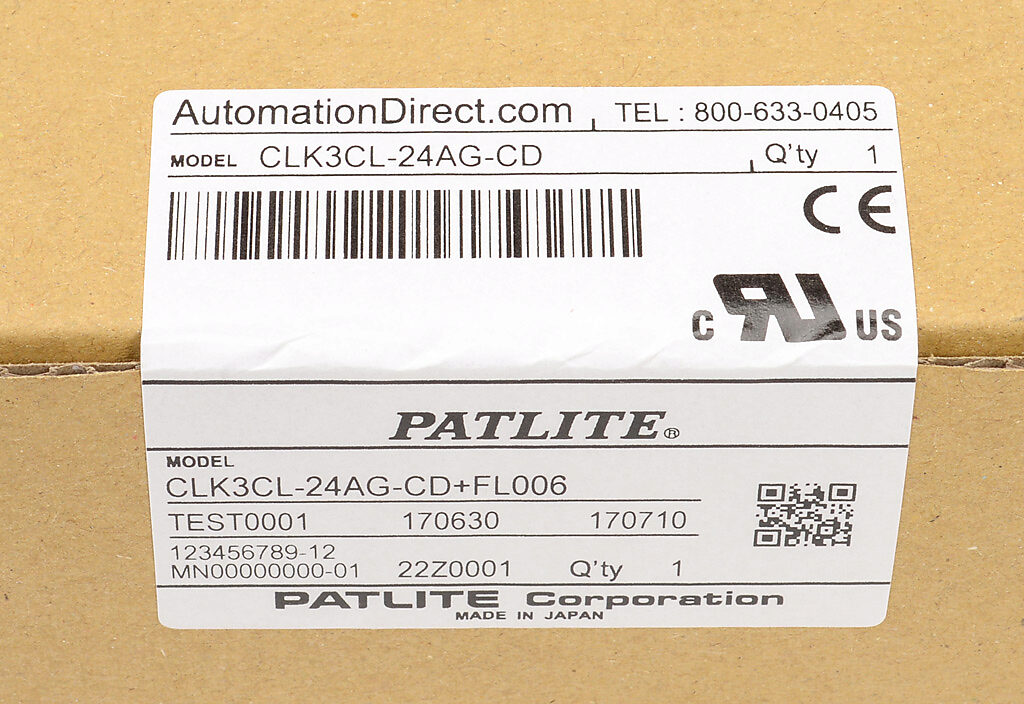 AutomationDirect.com TEL : 800-633-0405
MODEL CLK3CL-24AG-CD Q'ty 1
CE
C RU US
PATLITE®
MODEL
CLK3CL-24AG-CD+FL006
TEST0001 170630 170710
123456789-12
MN00000000-01 22Z0001 Q'ty 1
PATLITE Corporation
MADE IN JAPAN